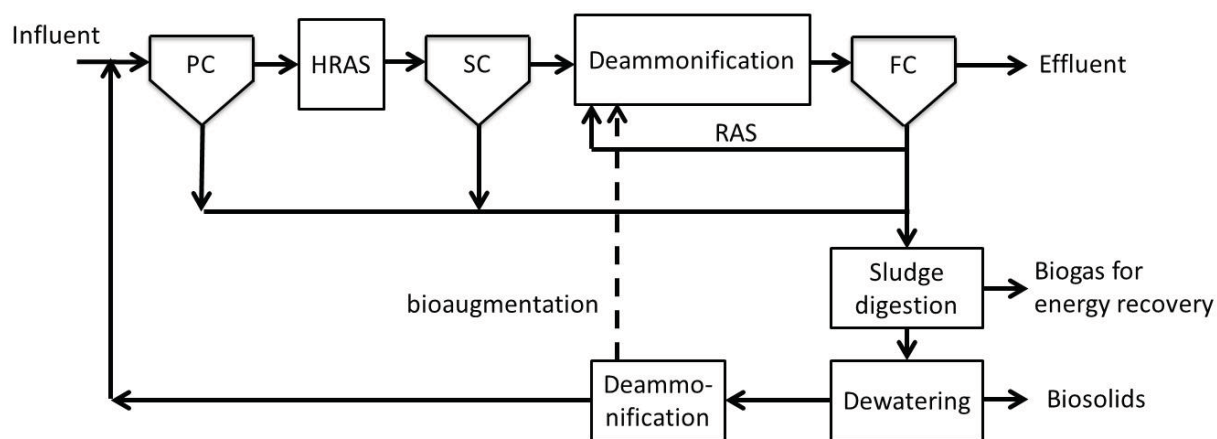 Influent
PC
HRAS
SC
Deammonification
FC
Effluent
RAS
Sludge
digestion
Biogas for
energy recovery
bioaugmentation
Deammo-
nification
Dewatering
Biosolids